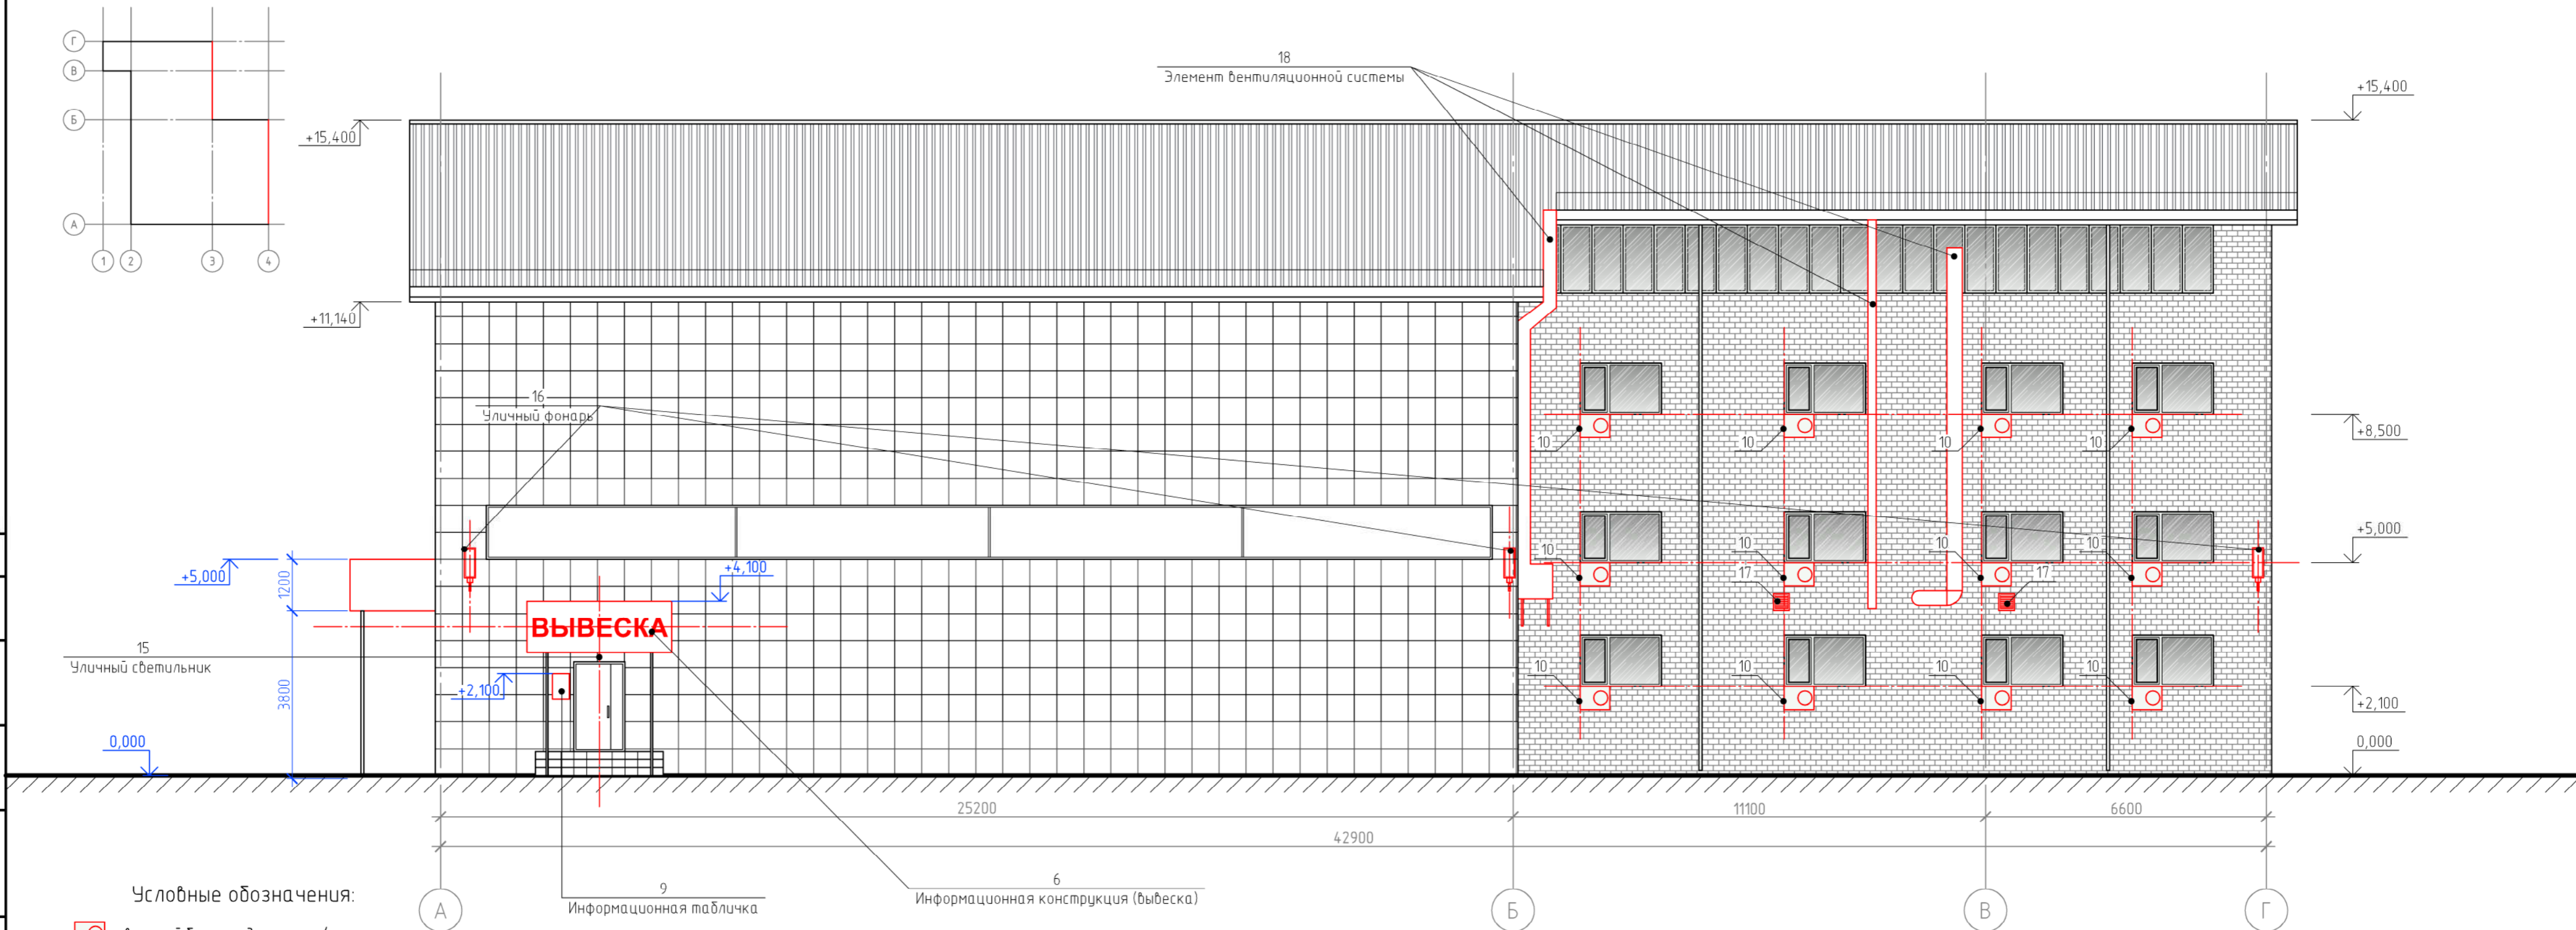 Г
В
Б
А
1
2
3
4
18
Элемент вентиляционной системы
+15,400
+15,400
+11,140
16
Уличный фонарь
10
10
10
10
+8,500
+5,000
+5,000
1200
+4,100
10
10
10
10
17
17
ВЫВЕСКА
15
Уличный светильник
+2,100
3800
10
10
10
10
+2,100
0,000
0,000
25200
11100
6600
42900
9
Информационная табличка
6
Информационная конструкция (вывеска)
Условные обозначения:
А
Б
В
Г